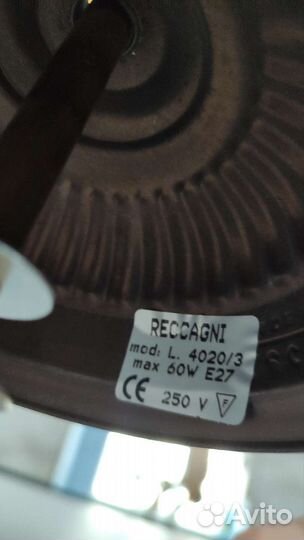 RECCAGNI
mod: L. 4020/3
max 60W E27
CE 250 V F
Avito